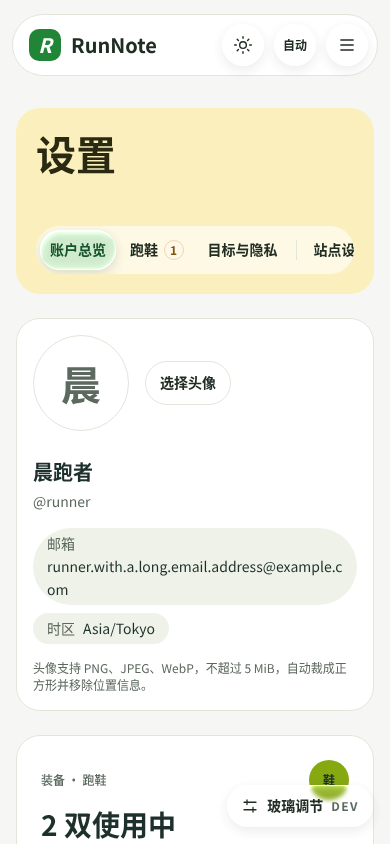 R RunNote 自动
设置
账户总览 跑鞋 1 目标与隐私 站点设
晨 选择头像
晨跑者
@runner
邮箱
runner.with.a.long.email.address@example.c
om
时区 Asia/Tokyo
头像支持 PNG、JPEG、WebP，不超过 5 MiB，自动裁成正
方形并移除位置信息。
装备 · 跑鞋 鞋
玻璃调节 DEV
2 双使用中